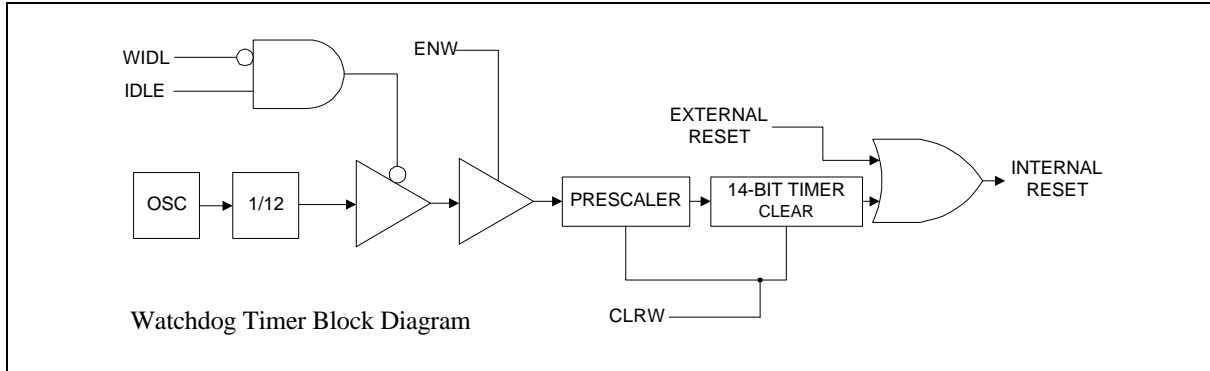 WIDL
IDLE
ENW
EXTERNAL
RESET
INTERNAL
RESET
OSC
1/12
PRESCALER
14-BIT TIMER
CLEAR
CLRW
Watchdog Timer Block Diagram